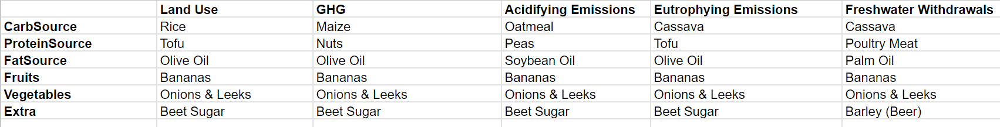 Land Use GHG Acidifying Emissions Eutrophying Emissions Freshwater Withdrawals
CarbSource Rice Maize Oatmeal Cassava Cassava
ProteinSource Tofu Nuts Peas Tofu Poultry Meat
FatSource Olive Oil Olive Oil Soybean Oil Olive Oil Palm Oil
Fruits Bananas Bananas Bananas Bananas Bananas
Vegetables Onions & Leeks Onions & Leeks Onions & Leeks Onions & Leeks Onions & Leeks
Extra Beet Sugar Beet Sugar Beet Sugar Beet Sugar Barley (Beer)